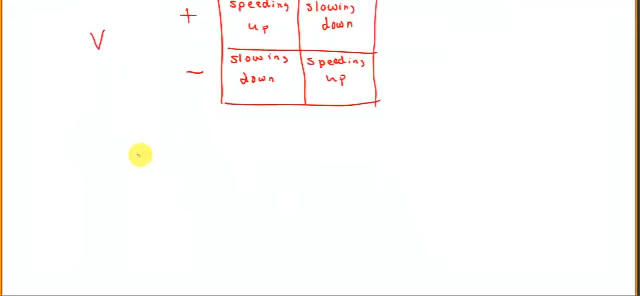 + speeding slowing
up down
V
- slowing speeding
down up